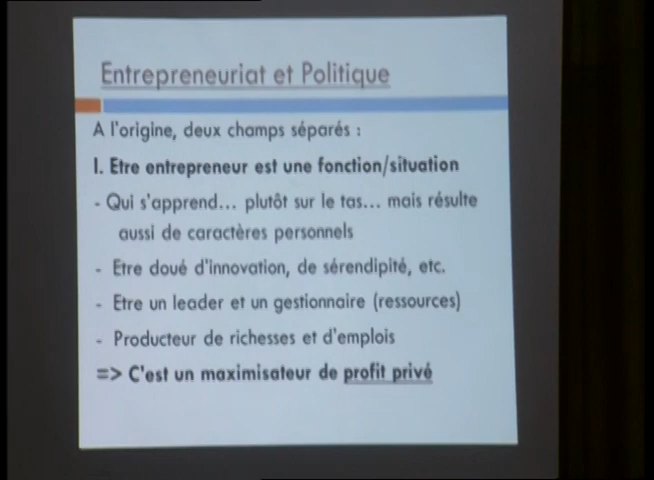 Entrepreneuriat et Politique
A l'origine, deux champs séparés :
I. Etre entrepreneur est une fonction/situation
- Qui s'apprend... plutôt sur le tas... mais résulte
aussi de caractères personnels
- Etre doué d'innovation, de sérendipité, etc.
- Etre un leader et un gestionnaire (ressources)
- Producteur de richesses et d'emplois
=> C'est un maximisateur de profit privé